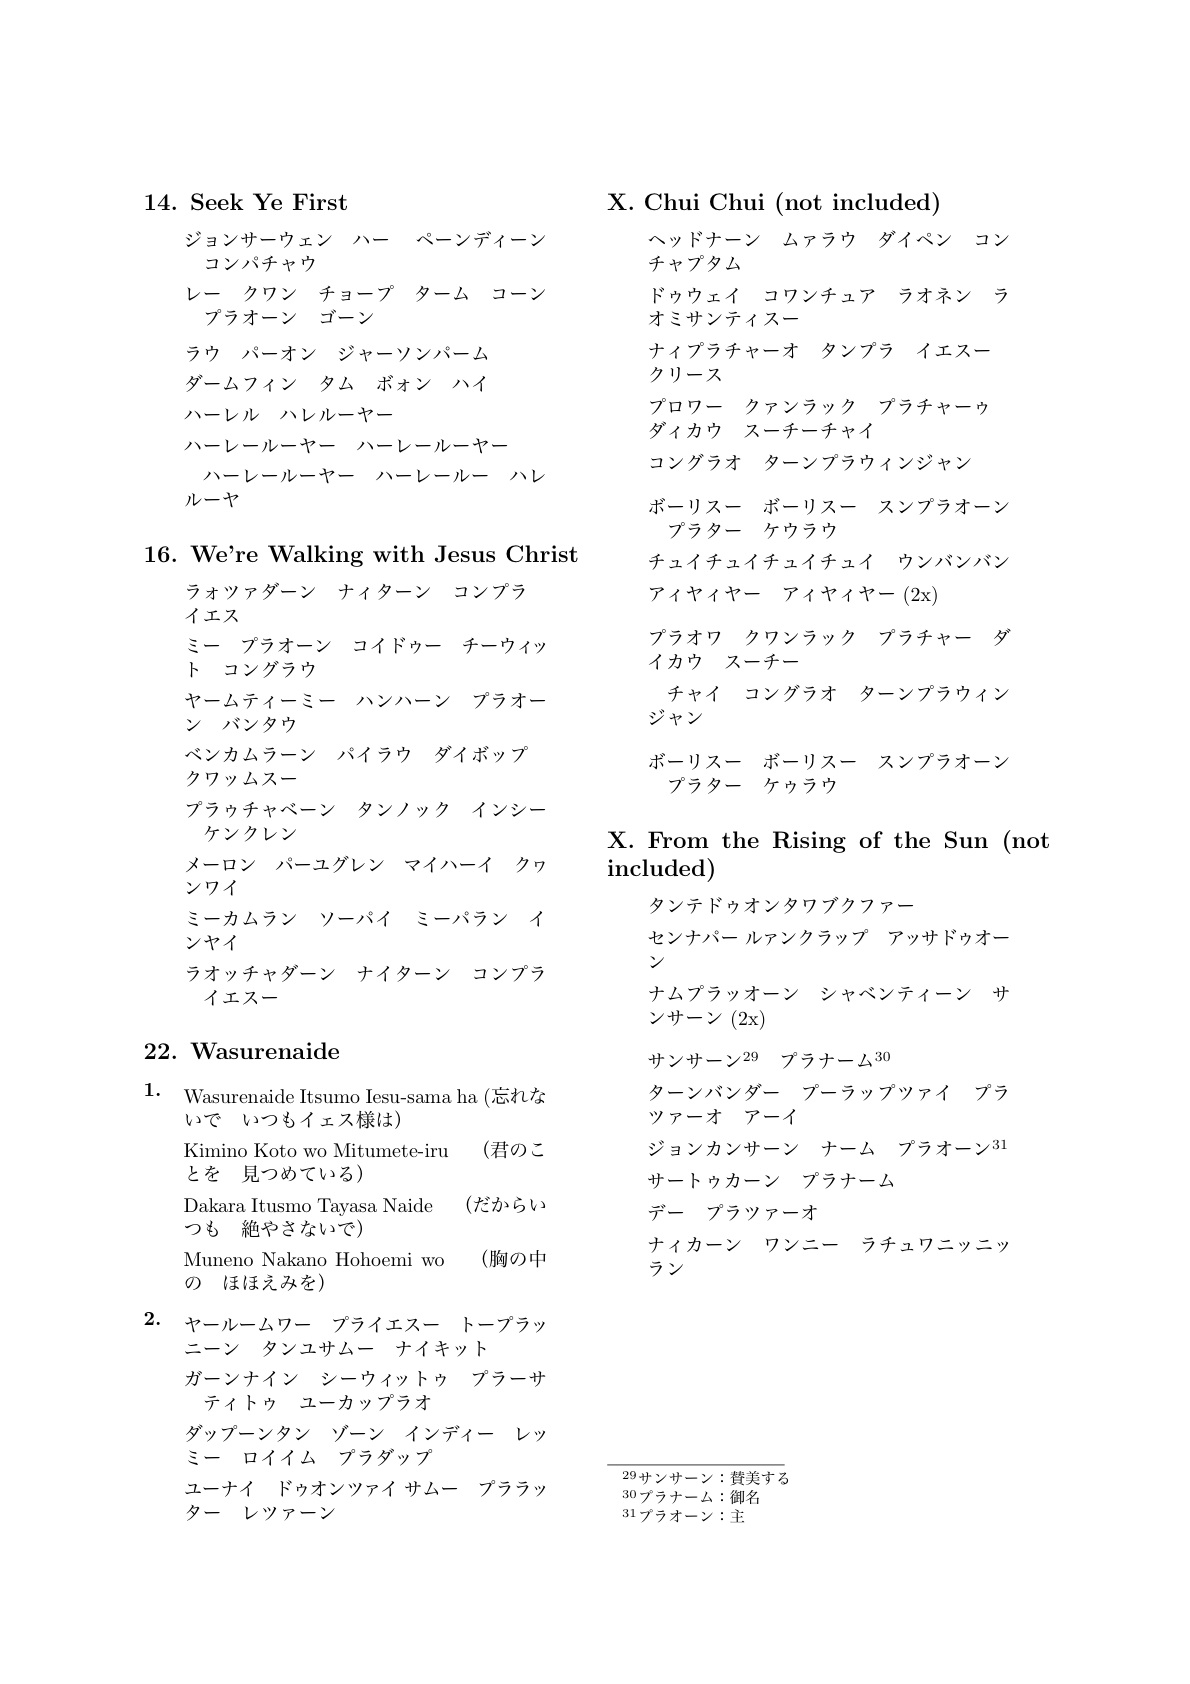 14. Seek Ye First
ジョンサーウェン　ハー　 ペーンディーン
　コンパチャウ
レー　クワン　チョープ　ターム　コーン
　プラオーン　ゴーン
ラウ　パーオン　ジャーソンパーム
ダームフィン　タム　ボォン　ハイ
ハーレル　ハレルーヤー
ハーレールーヤー　ハーレールーヤー
　ハーレールーヤー　ハーレールー　ハレ
ルーヤ
16. We're Walking with Jesus Christ
ラォツァダーン　ナィターン　コンプラ
イエス
ミー　プラオーン　コイドゥー　チーウィッ
ト　コングラウ
ヤームティーミー　ハンハーン　プラオー
ン　バンタウ
ベンカムラーン　パイラウ　ダイボップ
クワッムスー
プラゥチャベーン　タンノック　インシー
　ケンクレン
メーロン　パーユグレン　マイハーイ　クヮ
ンワイ
ミーカムラン　ソーパイ　ミーパラン　イ
ンヤイ
ラオッチャダーン　ナイターン　コンプラ
　イエスー
22. Wasurenaide
1. Wasurenaide Itsumo Iesu-sama ha (忘れな
いで　いつもイェス様は）
Kimino Koto wo Mitumete-iru　（君のこ
とを　見つめている）
Dakara Itusmo Tayasa Naide　（だからい
つも　絶やさないで）
Muneno Nakano Hohoemi wo　（胸の中
の　ほほえみを）
2. ヤールームワー　プライエスー　トープラッ
ニーン　タンユサムー　ナイキット
ガーンナイン　シーウィットゥ　プラーサ
　ティトゥ　ユーカップラオ
ダップーンタン　ゾーン　インディー　レッ
ミー　ロイイム　プラダップ
ユーナイ　ドゥオンツァイ サムー　プララッ
ター　レツァーン
X. Chui Chui (not included)
ヘッドナーン　ムァラウ　ダイペン　コン
チャプタム
ドゥウェイ　コワンチュア　ラオネン　ラ
オミサンティスー
ナィプラチャーオ　タンプラ　イエスー
クリース
プロワー　クァンラック　プラチャーゥ
ダィカウ　スーチーチャイ
コングラオ　ターンプラウィンジャン
ボーリスー　ボーリスー　スンプラオーン
　プラター　ケウラウ
チュイチュイチュイチュイ　ウンバンバン
アィヤィヤー　アィヤィヤー (2x)
プラオワ　クワンラック　プラチャー　ダ
イカウ　スーチー
　チャイ　コングラオ　ターンプラウィン
ジャン
ボーリスー　ボーリスー　スンプラオーン
　プラター　ケゥラウ
X. From the Rising of the Sun (not
included)
タンテドゥオンタワブクファー
センナパー ルァンクラップ　アッサドゥオー
ン
ナムプラッオーン　シャベンティーン　サ
ンサーン (2x)
サンサーン29　プラナーム30
ターンバンダー　プーラップツァイ　プラ
ツァーオ　アーイ
ジョンカンサーン　ナーム　プラオーン31
サートゥカーン　プラナーム
デー　プラツァーオ
ナィカーン　ワンニー　ラチュワニッニッ
ラン
29サンサーン：賛美する
30プラナーム：御名
31プラオーン：主